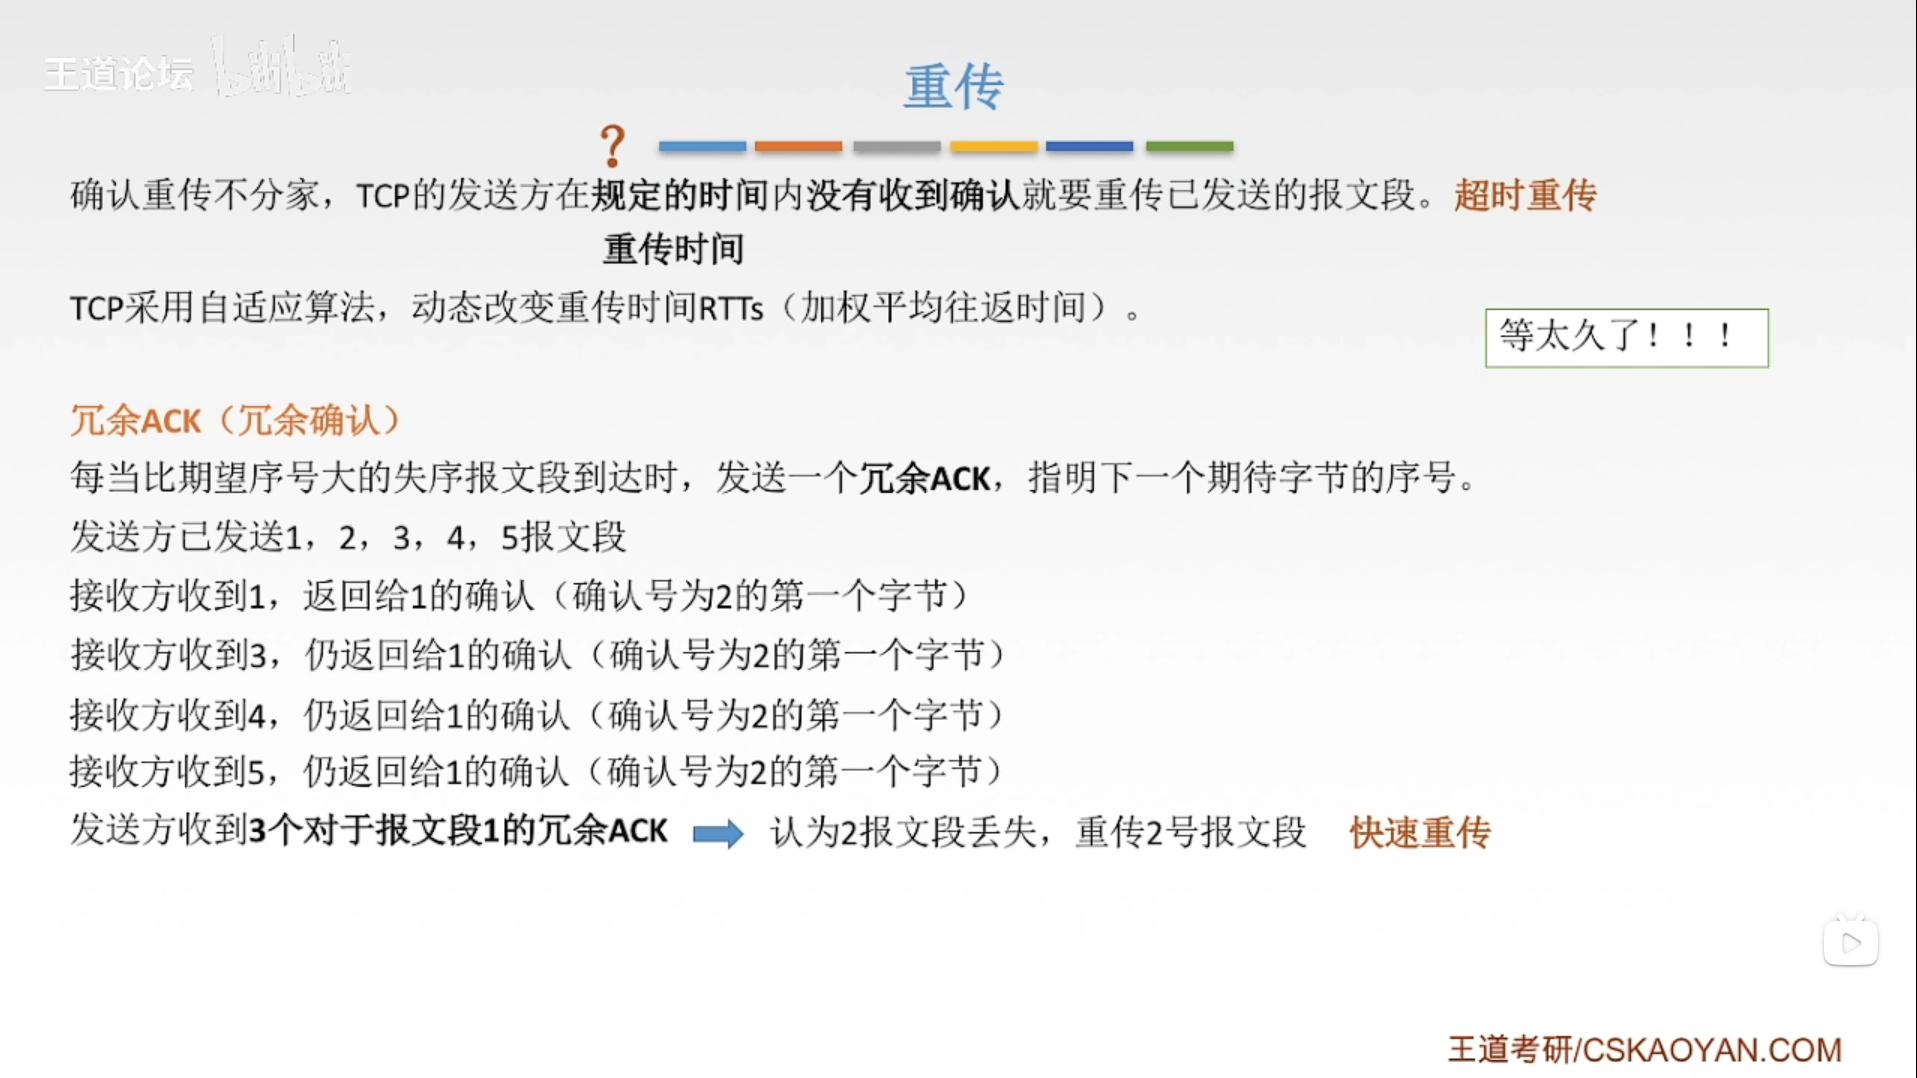 王道论坛 bilibili
重传
?
确认重传不分家，TCP的发送方在规定的时间内没有收到确认就要重传已发送的报文段。超时重传
重传时间
TCP采用自适应算法，动态改变重传时间RTTs（加权平均往返时间）。
等太久了！！！
冗余ACK（冗余确认）
每当比期望序号大的失序报文段到达时，发送一个冗余ACK，指明下一个期待字节的序号。
发送方已发送1，2，3，4，5报文段
接收方收到1，返回给1的确认（确认号为2的第一个字节）
接收方收到3，仍返回给1的确认（确认号为2的第一个字节）
接收方收到4，仍返回给1的确认（确认号为2的第一个字节）
接收方收到5，仍返回给1的确认（确认号为2的第一个字节）
发送方收到3个对于报文段1的冗余ACK 认为2报文段丢失，重传2号报文段 快速重传
王道考研/CSKAOYAN.COM